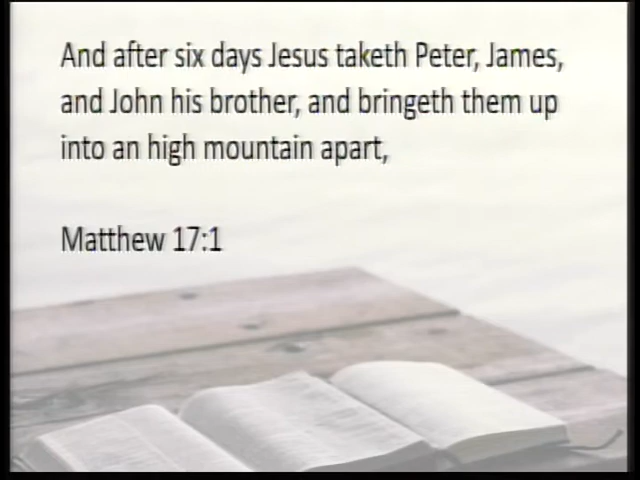 And after six days Jesus taketh Peter, James,
and John his brother, and bringeth them up
into an high mountain apart,
Matthew 17:1